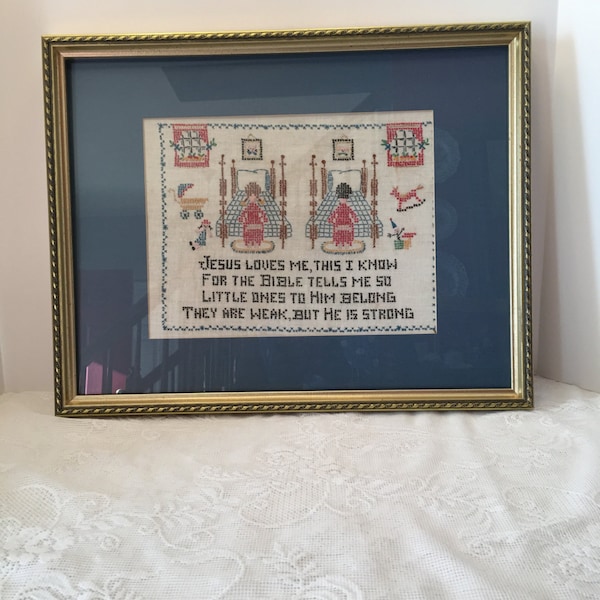 Jesus loves me, this I know
For the Bible tells me so
Little ones to Him belong
They are weak, but He is strong